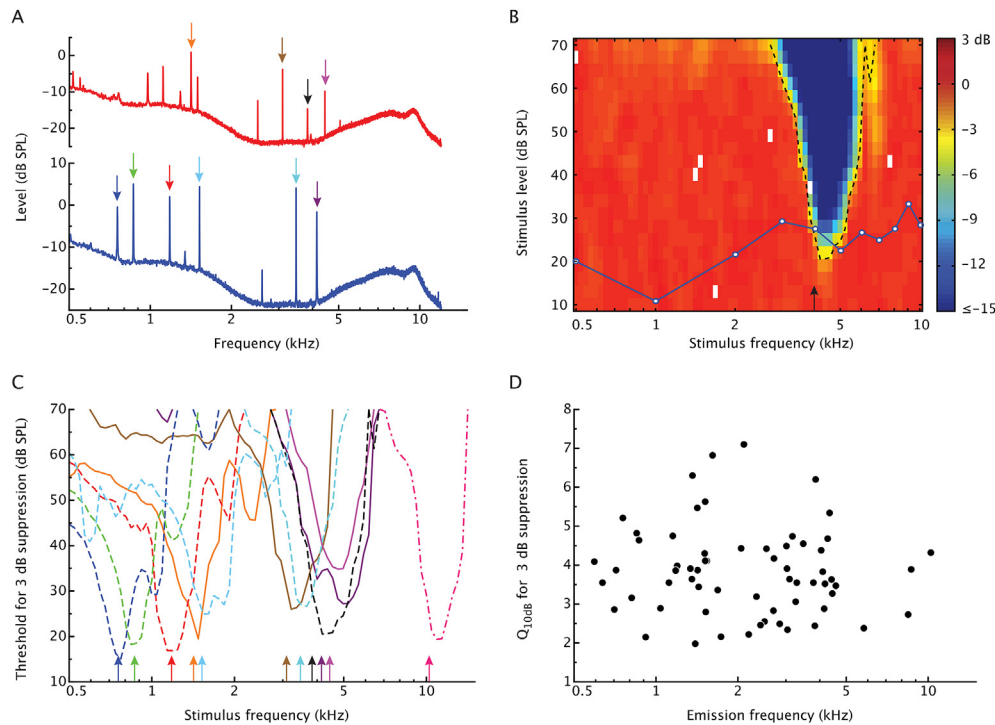 A
5
0
−10
−20
10
0
−10
−20
Level (dB SPL)
0.5 1 2 5 10
Frequency (kHz)
B
70
60
50
40
30
20
10
Stimulus level (dB SPL)
0.5 1 2 5 10
Stimulus frequency (kHz)
3 dB
0
−3
−6
−9
−12
≤−15
C
70
60
50
40
30
20
10
Threshold for 3 dB suppression (dB SPL)
0.5 1 2 5 10
Stimulus frequency (kHz)
D
8
7
6
5
4
3
2
1
Q10dB for 3 dB suppression
0.5 1 2 5 10
Emission frequency (kHz)